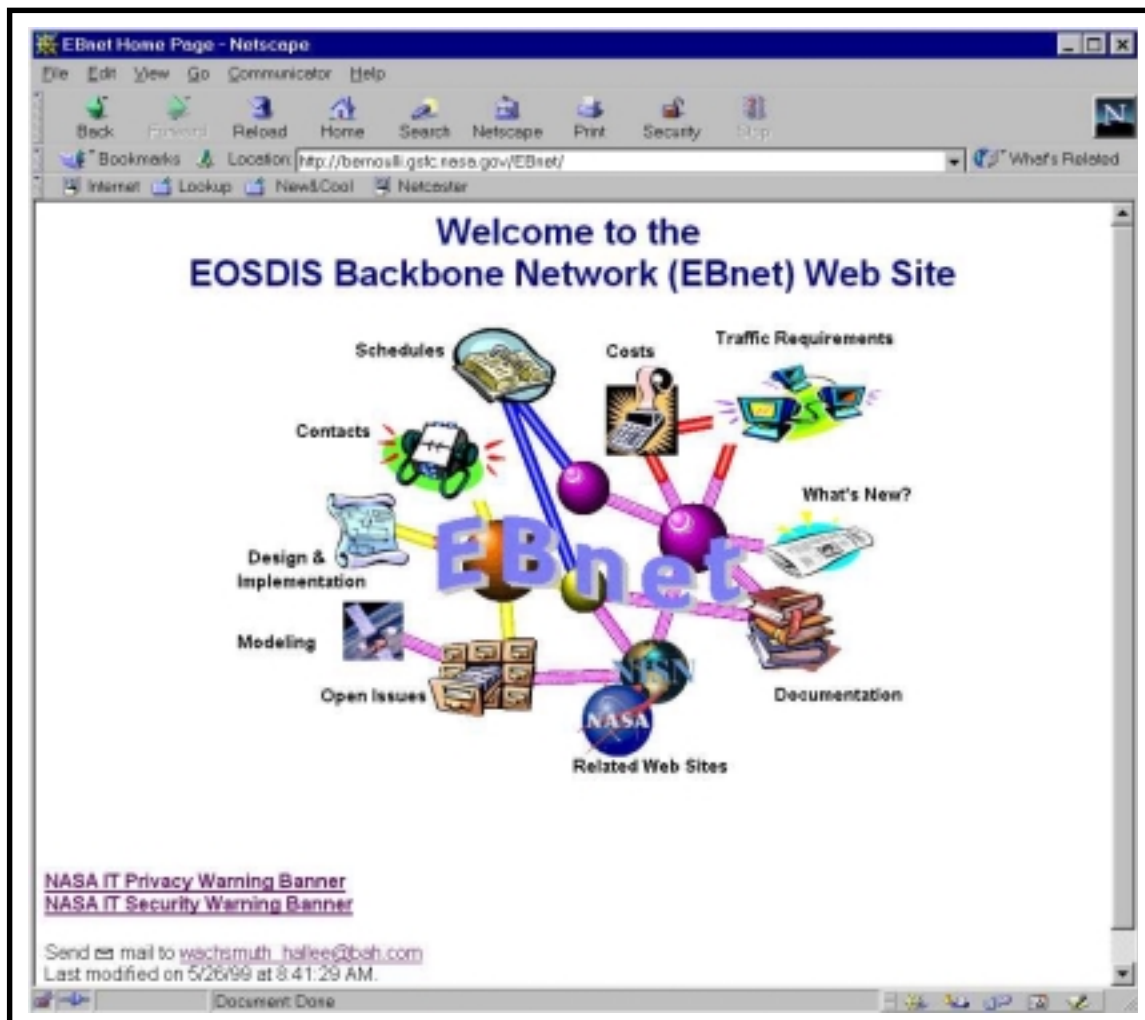 EBnet Home Page - Netscape
File Edit View Go Communicator Help
Back Forward Reload Home Search Netscape Print Security Stop
N
Bookmarks Location: http://bernoulli.gsfc.nasa.gov/EBnet/ What's Related
Internet Lookup New&Cool Netcaster
Welcome to the
EOSDIS Backbone Network (EBnet) Web Site
Schedules
Costs
Traffic Requirements
Contacts
What's New?
EBnet
Design &
Implementation
Modeling
NISN
Open Issues
Documentation
NASA
Related Web Sites
NASA IT Privacy Warning Banner
NASA IT Security Warning Banner
Send mail to wachsmuth_hallee@bah.com
Last modified on 5/26/99 at 8:41:29 AM.
Document Done